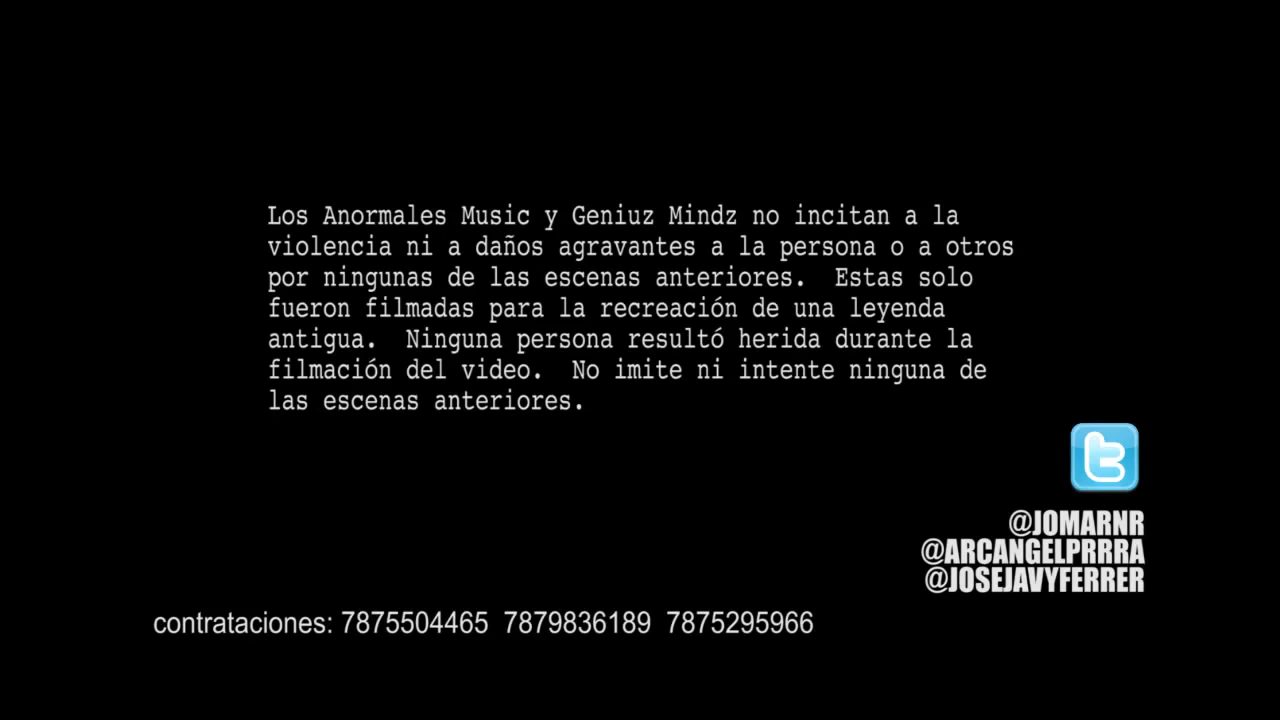 Los Anormales Music y Geniuz Mindz no incitan a la
violencia ni a daños agravantes a la persona o a otros
por ningunas de las escenas anteriores.  Estas solo
fueron filmadas para la recreación de una leyenda
antigua.  Ninguna persona resultó herida durante la
filmación del video.  No imite ni intente ninguna de
las escenas anteriores.
@JOMARNR
@ARCANGELPRRRA
@JOSEJAVYFERRER
contrataciones: 7875504465  7879836189  7875295966